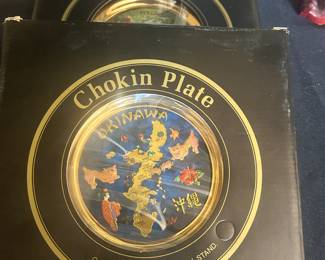 Chokin Plate
OKINAWA
沖縄
STAND